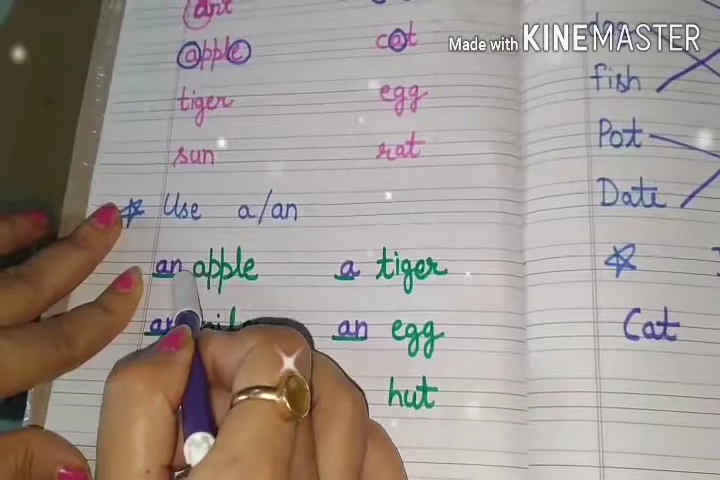 ant
apple cat
tiger egg
sun rat
Use a/an
an apple a tiger
an egg
hut
fish
Pot
Date
Cat
Made with KINEMASTER